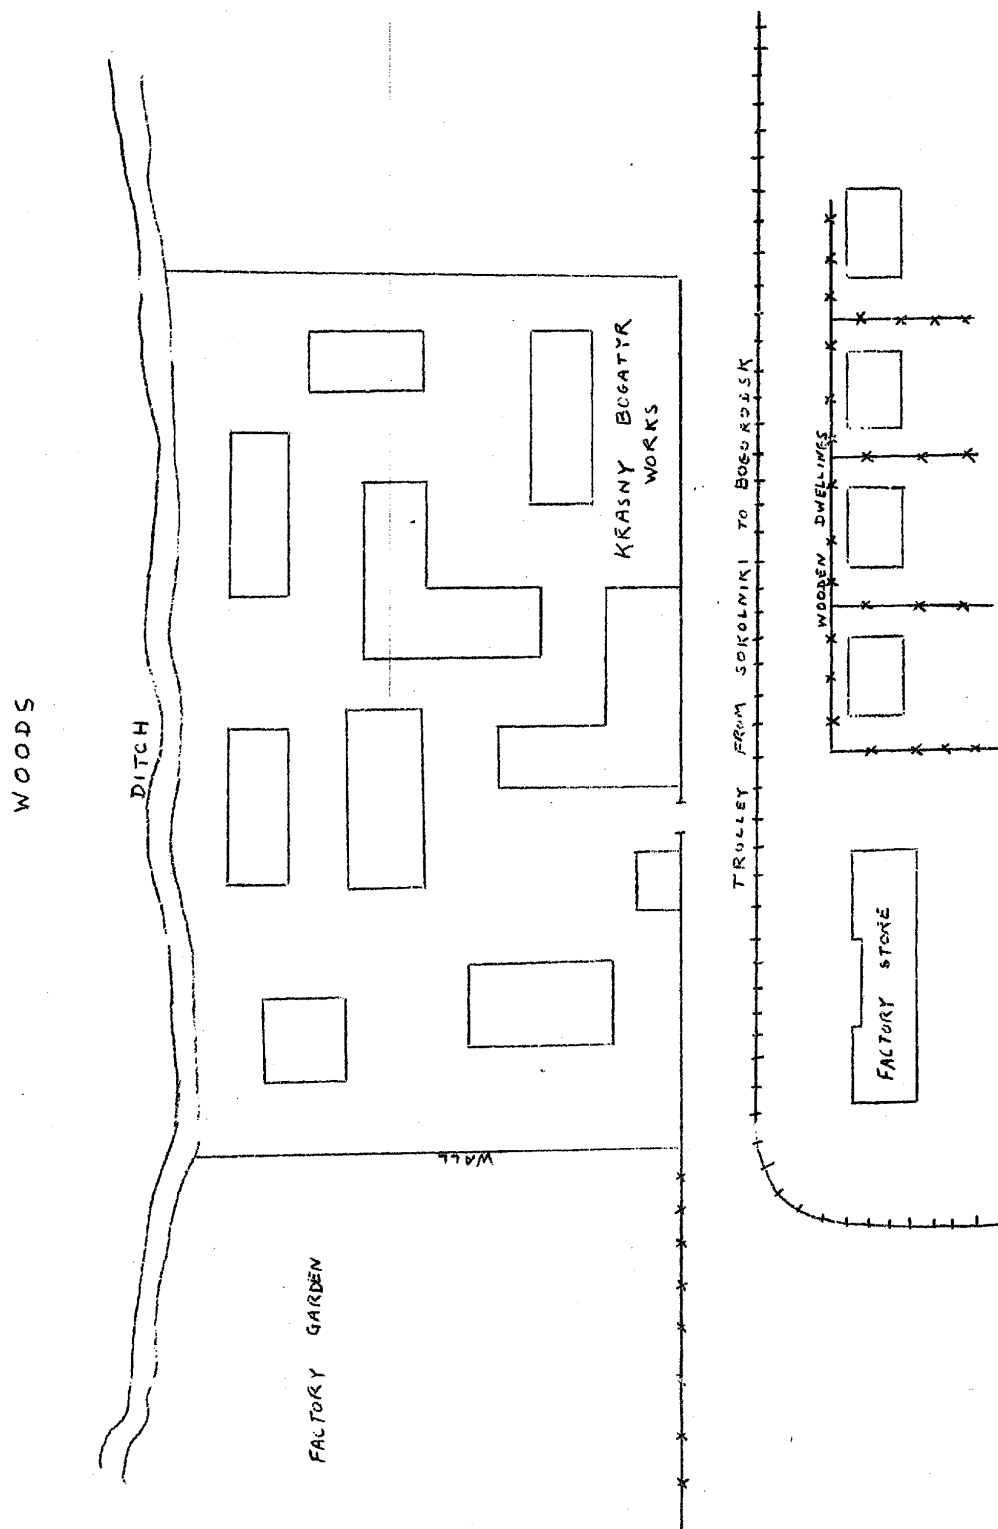 WOODS
DITCH
KRASNY BOGATYR
WORKS
TROLLEY FROM SOKOLNIKI TO BOGORODSK
WOODEN DWELLINGS
FACTORY STORE
WALL
FACTORY GARDEN